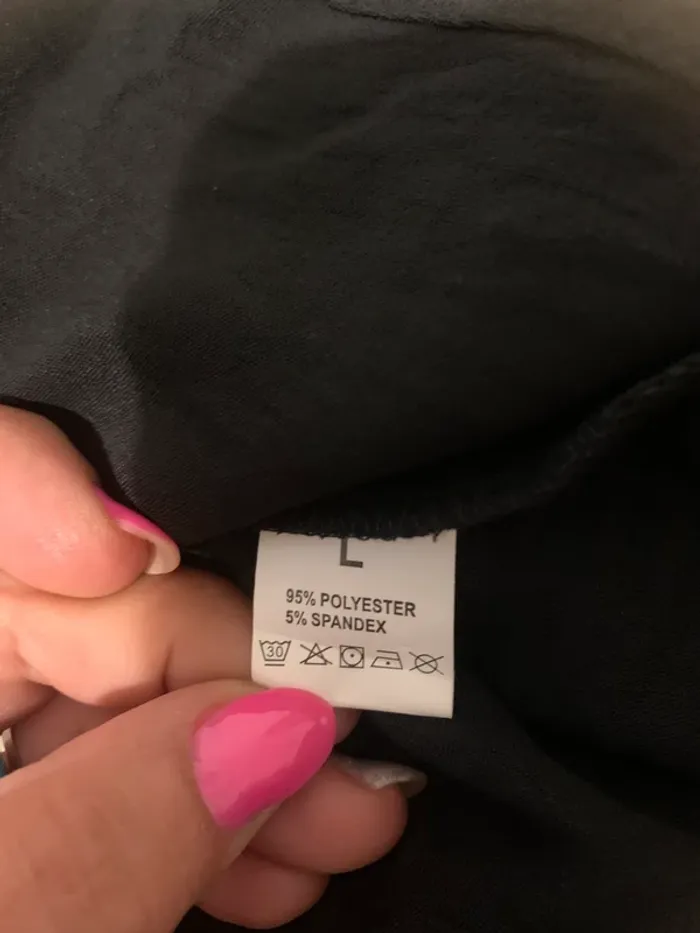 L
95% POLYESTER
5% SPANDEX
30